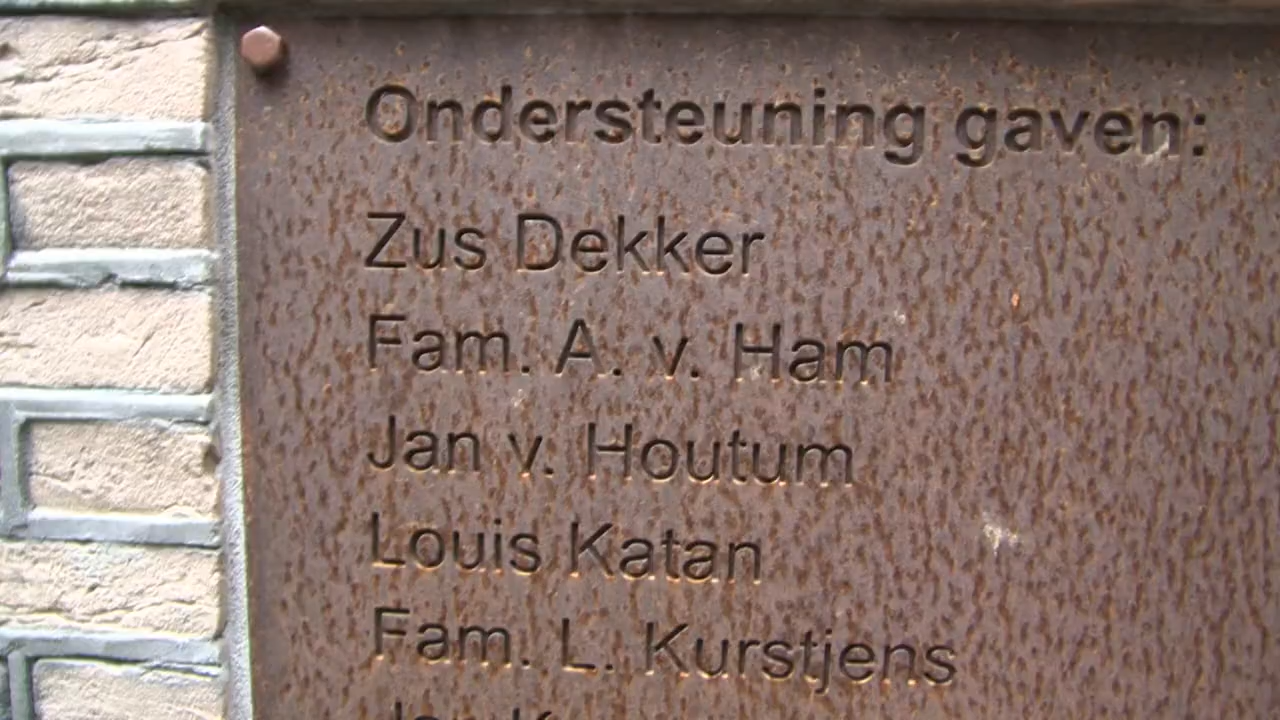 Ondersteuning gaven:
Zus Dekker
Fam. A. v. Ham
Jan v. Houtum
Louis Katan
Fam. L. Kurstjens